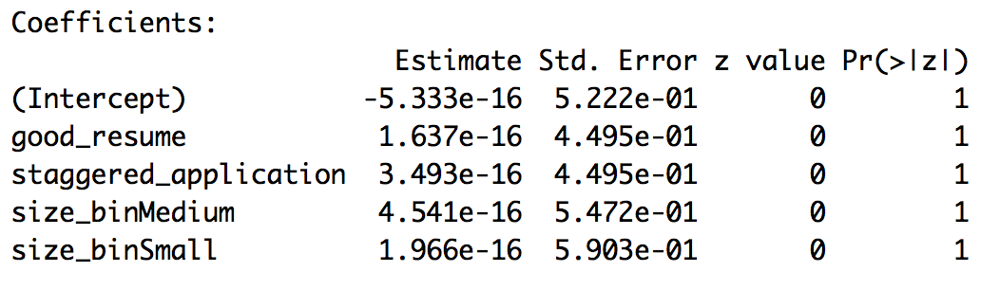 Coefficients:
Estimate Std. Error z value Pr(>|z|)
(Intercept) -5.333e-16 5.222e-01 0 1
good_resume 1.637e-16 4.495e-01 0 1
staggered_application 3.493e-16 4.495e-01 0 1
size_binMedium 4.541e-16 5.472e-01 0 1
size_binSmall 1.966e-16 5.903e-01 0 1